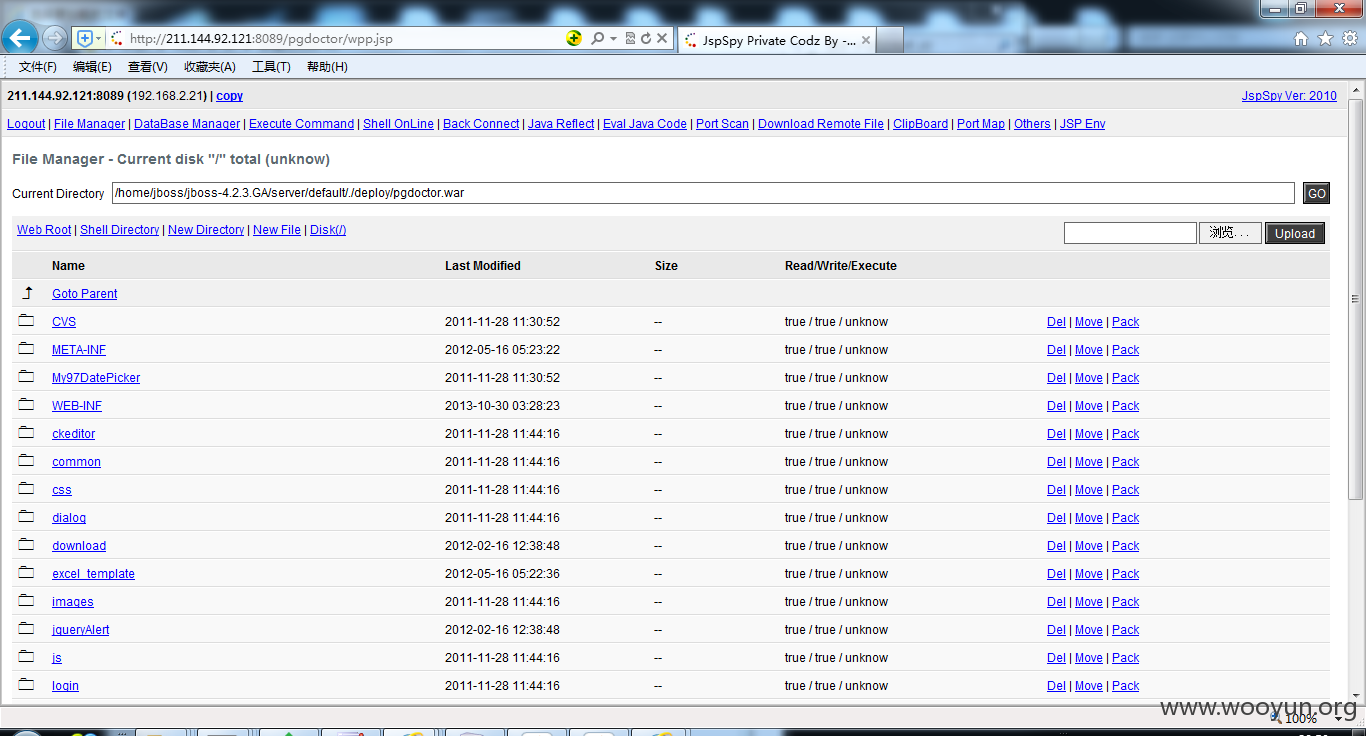 http://211.144.92.121:8089/pgdoctor/wpp.jsp
JspSpy Private Codz By -...
文件(F) 编辑(E) 查看(V) 收藏夹(A) 工具(T) 帮助(H)
211.144.92.121:8089 (192.168.2.21) | copy
JspSpy Ver: 2010
Logout | File Manager | DataBase Manager | Execute Command | Shell OnLine | Back Connect | Java Reflect | Eval Java Code | Port Scan | Download Remote File | ClipBoard | Port Map | Others | JSP Env
File Manager - Current disk "/" total (unknow)
Current Directory /home/jboss/jboss-4.2.3.GA/server/default/./deploy/pgdoctor.war GO
Web Root | Shell Directory | New Directory | New File | Disk(/)
浏览... Upload
Name Last Modified Size Read/Write/Execute
Goto Parent
CVS 2011-11-28 11:30:52 -- true / true / unknow Del | Move | Pack
META-INF 2012-05-16 05:23:22 -- true / true / unknow Del | Move | Pack
My97DatePicker 2011-11-28 11:30:52 -- true / true / unknow Del | Move | Pack
WEB-INF 2013-10-30 03:28:23 -- true / true / unknow Del | Move | Pack
ckeditor 2011-11-28 11:44:16 -- true / true / unknow Del | Move | Pack
common 2011-11-28 11:44:16 -- true / true / unknow Del | Move | Pack
css 2011-11-28 11:44:16 -- true / true / unknow Del | Move | Pack
dialog 2011-11-28 11:44:16 -- true / true / unknow Del | Move | Pack
download 2012-02-16 12:38:48 -- true / true / unknow Del | Move | Pack
excel_template 2012-05-16 05:22:36 -- true / true / unknow Del | Move | Pack
images 2011-11-28 11:44:16 -- true / true / unknow Del | Move | Pack
jqueryAlert 2012-02-16 12:38:48 -- true / true / unknow Del | Move | Pack
js 2011-11-28 11:44:16 -- true / true / unknow Del | Move | Pack
login 2011-11-28 11:44:16 -- true / true / unknow Del | Move | Pack
www.wooyun.org
100%